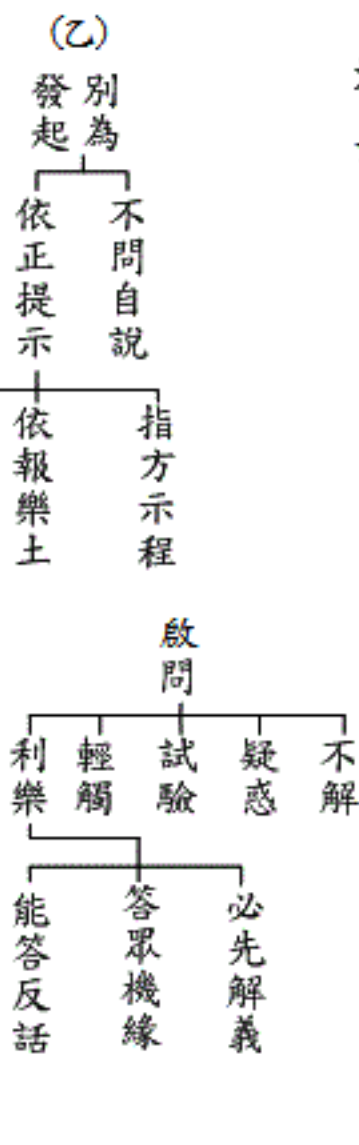 （乙）
別為
發起
不問自說
依正提示
指方示程
依報樂土
啟問
不解
疑惑
試驗
輕觸
利樂
必先解義
答眾機緣
能答反話